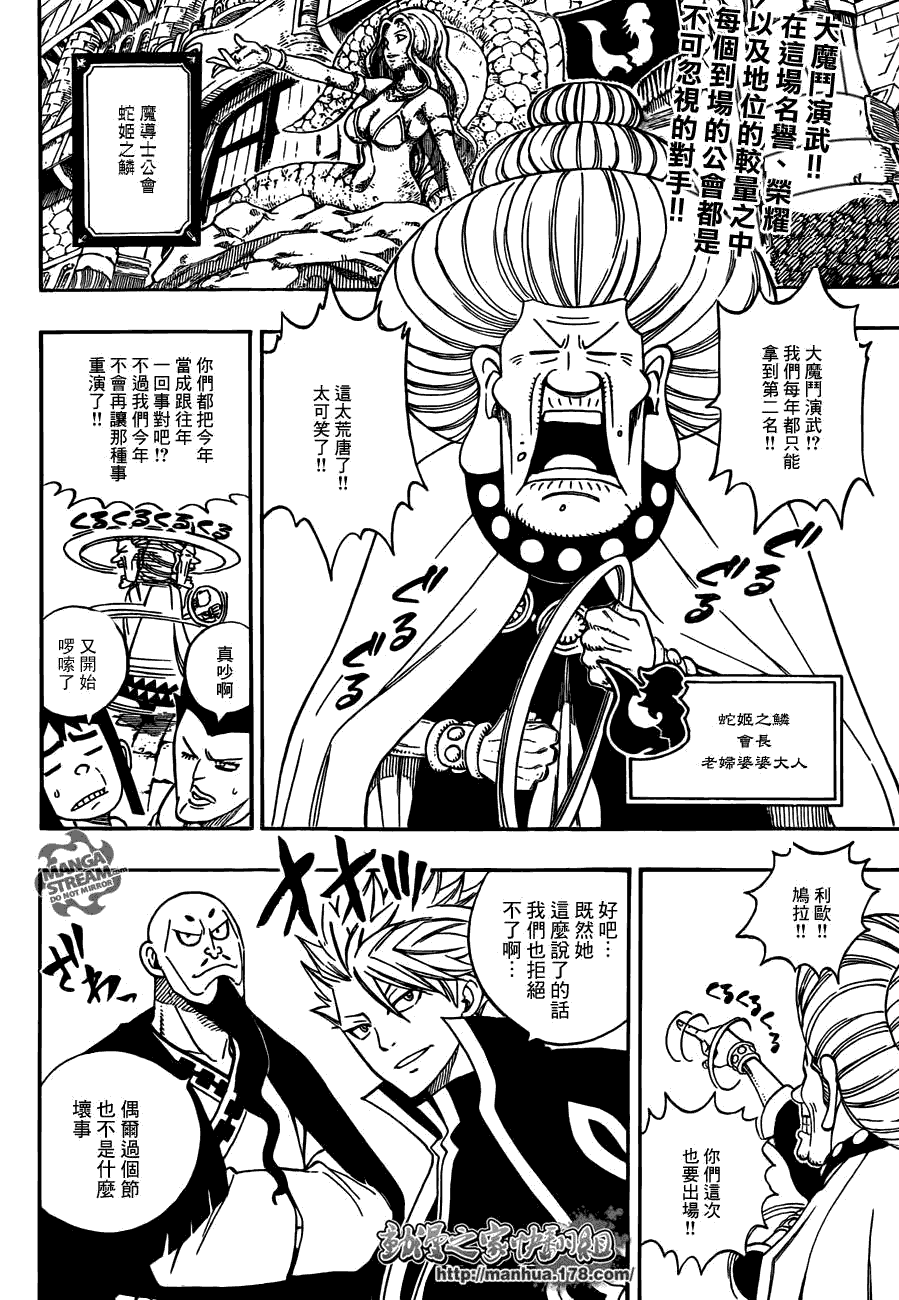 大魔鬥演武!!
在這場名譽、榮耀
以及地位的較量之中
每個到場的公會都是
不可忽視的對手!!
魔導士公會
蛇姬之鱗
大魔鬥演武!?
我們每年都只能
拿到第二名!!
這太荒唐了!!
太可笑了!!
ぐるぐる
ぐるぐる
蛇姬之鱗
會長
老婦婆婆大人
你們都把今年
當成跟往年
一回事對吧!?
不過我們今年
不會再讓那種事
重演了!!
くるくるくるくる
真吵啊
又開始
啰嗦了
利歐!!
鳩拉!!
くるくる
你們這次
也要出場!!
好吧…
既然她
這麼說了的話
我們也拒絕
不了啊…
ざわっ…
偶爾過個節
也不是什麼
壞事
MANGA
STREAM.com
DO NOT MIRROR
動漫之家快翻組
http://manhua.178.com/